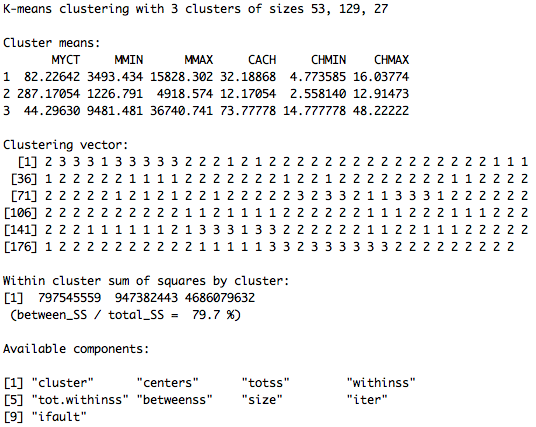 K-means clustering with 3 clusters of sizes 53, 129, 27
Cluster means:
MYCT MMIN MMAX CACH CHMIN CHMAX
1 82.22642 3493.434 15828.302 32.18868 4.773585 16.03774
2 287.17054 1226.791 4918.574 12.17054 2.558140 12.91473
3 44.29630 9481.481 36740.741 73.77778 14.777778 48.22222
Clustering vector:
[1] 2 3 3 3 1 3 3 3 3 3 2 2 2 1 2 1 2 2 2 2 2 2 2 2 2 2 2 2 2 2 2 2 1 1 1
[36] 1 2 2 2 2 2 1 1 2 2 2 2 2 2 2 2 2 1 2 2 1 2 2 2 2 2 2 2 2 1 1 2 2 2 2
[71] 2 2 2 2 2 1 2 1 2 1 2 2 1 2 2 2 2 2 3 2 3 3 2 1 1 3 3 3 1 2 3 2 2 2 2
[106] 2 2 2 2 2 2 2 2 2 2 1 1 2 1 1 1 1 2 2 2 2 2 2 2 1 1 1 2 2 2 1 1 1 2 2
[141] 2 2 2 1 1 1 1 1 1 1 2 1 3 3 3 1 3 3 2 2 2 2 2 1 1 2 2 1 1 1 2 2 2 2 2
[176] 1 2 2 2 2 2 2 2 2 2 2 1 1 1 1 1 3 3 2 3 3 3 3 3 3 2 2 2 2 2 2 2 2 2
Within cluster sum of squares by cluster:
[1] 797545559 947382443 4686079632
(between_SS / total_SS = 79.7 %)
Available components:
[1] "cluster" "centers" "totss" "withinss"
[5] "tot.withinss" "betweenss" "size" "iter"
[9] "ifault"